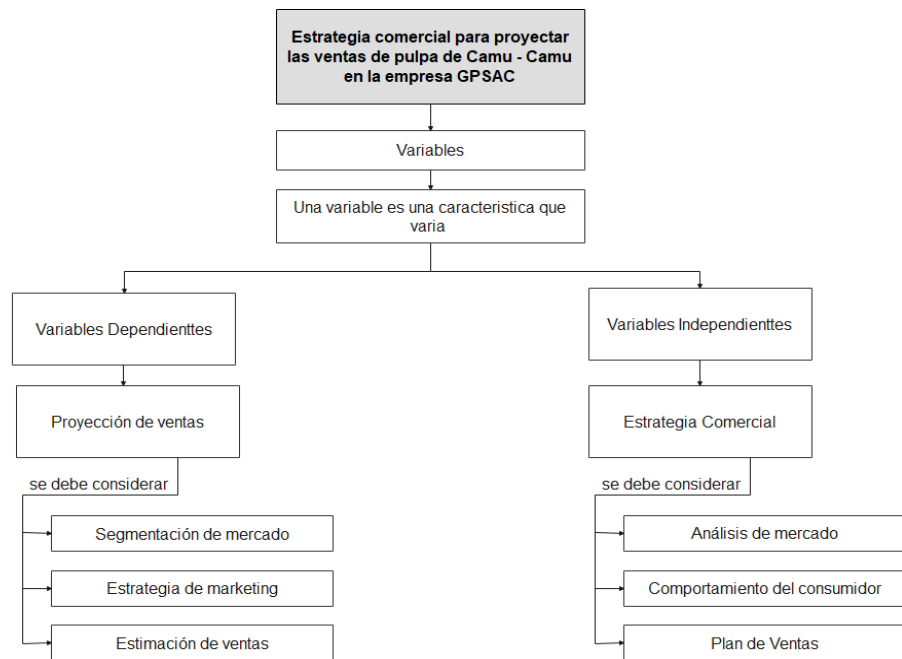 Estrategia comercial para proyectar
las ventas de pulpa de Camu - Camu
en la empresa GPSAC
Variables
Una variable es una caracteristica que
varia
Variables Dependienttes
Variables Independienttes
Proyección de ventas
Estrategia Comercial
se debe considerar
se debe considerar
Segmentación de mercado
Análisis de mercado
Estrategia de marketing
Comportamiento del consumidor
Estimación de ventas
Plan de Ventas